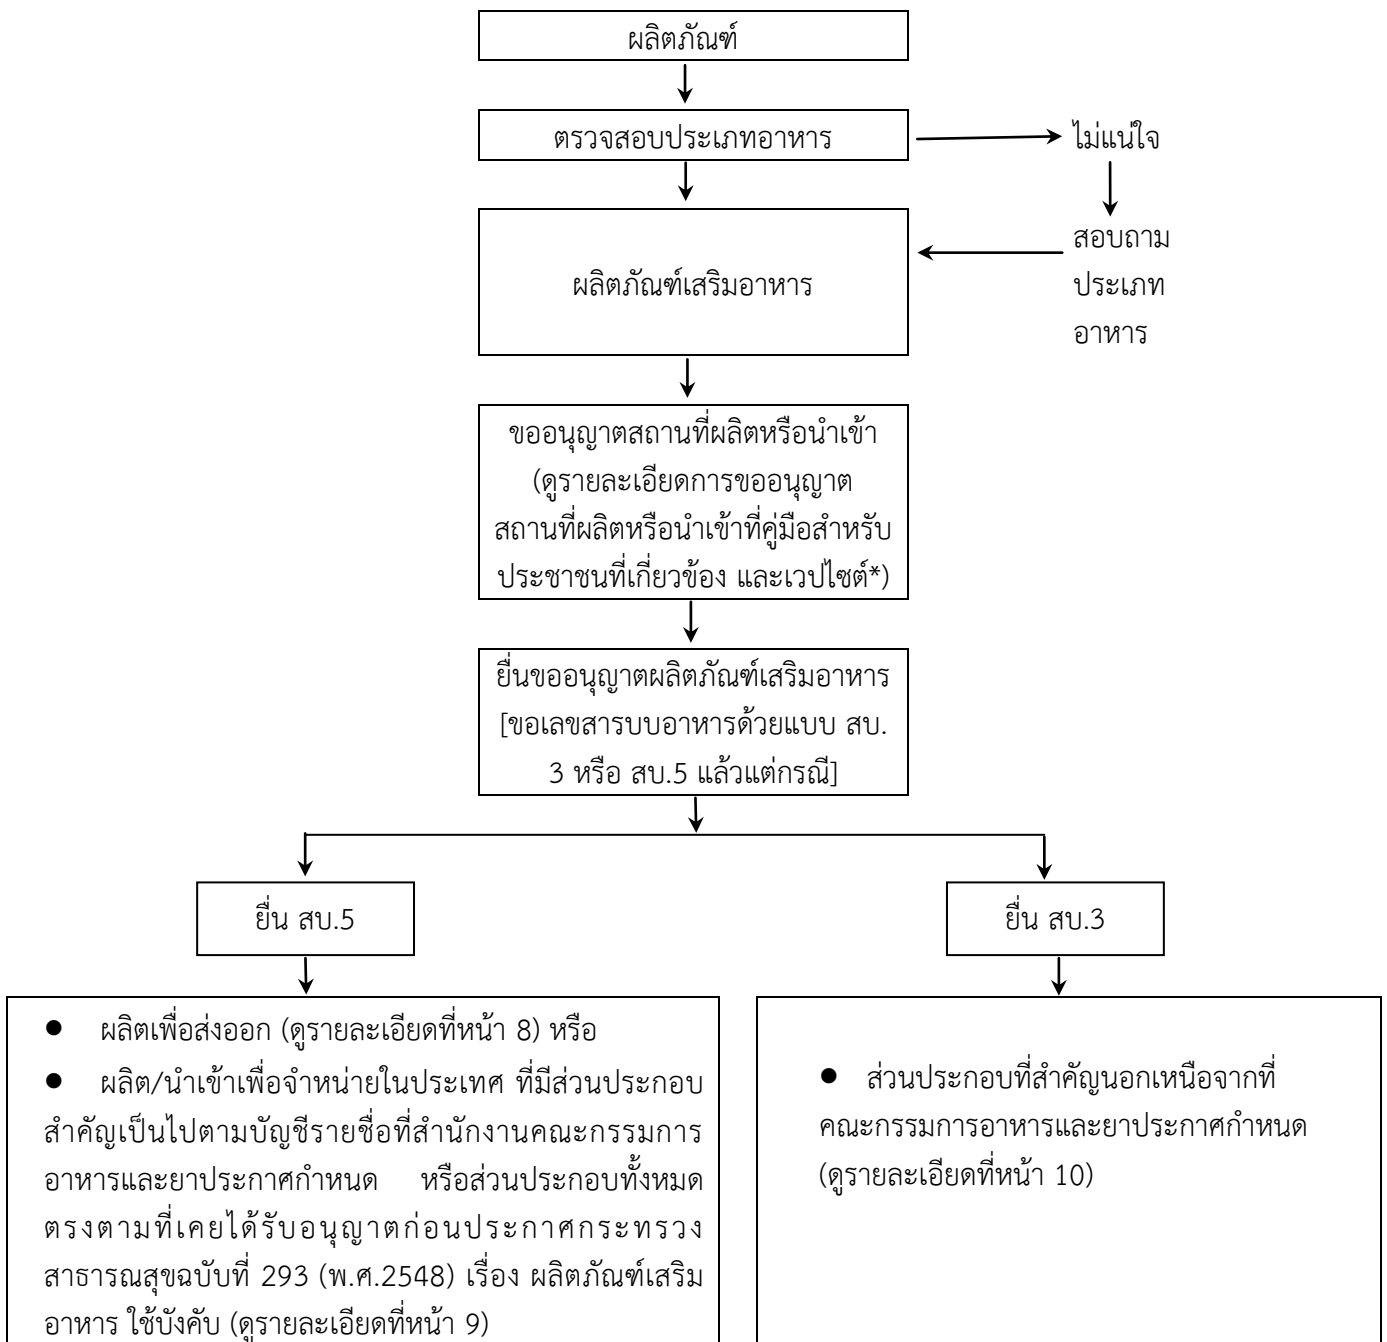 ผลิตภัณฑ์
ตรวจสอบประเภทอาหาร
ไม่แน่ใจ
สอบถาม
ประเภท
อาหาร
ผลิตภัณฑ์เสริมอาหาร
ขออนุญาตสถานที่ผลิตหรือนำเข้า
(ดูรายละเอียดการขออนุญาต
สถานที่ผลิตหรือนำเข้าที่คู่มือสำหรับ
ประชาชนที่เกี่ยวข้อง และเวปไซต์*)
ยื่นขออนุญาตผลิตภัณฑ์เสริมอาหาร
[ขอเลขสารบบอาหารด้วยแบบ สบ.
3 หรือ สบ.5 แล้วแต่กรณี]
ยื่น สบ.5
ยื่น สบ.3
● ผลิตเพื่อส่งออก (ดูรายละเอียดที่หน้า 8) หรือ
● ผลิต/นำเข้าเพื่อจำหน่ายในประเทศ ที่มีส่วนประกอบ
สำคัญเป็นไปตามบัญชีรายชื่อที่สำนักงานคณะกรรมการ
อาหารและยาประกาศกำหนด หรือส่วนประกอบทั้งหมด
ตรงตามที่เคยได้รับอนุญาตก่อนประกาศกระทรวง
สาธารณสุขฉบับที่ 293 (พ.ศ.2548) เรื่อง ผลิตภัณฑ์เสริม
อาหาร ใช้บังคับ (ดูรายละเอียดที่หน้า 9)
● ส่วนประกอบที่สำคัญนอกเหนือจากที่
คณะกรรมการอาหารและยาประกาศกำหนด
(ดูรายละเอียดที่หน้า 10)